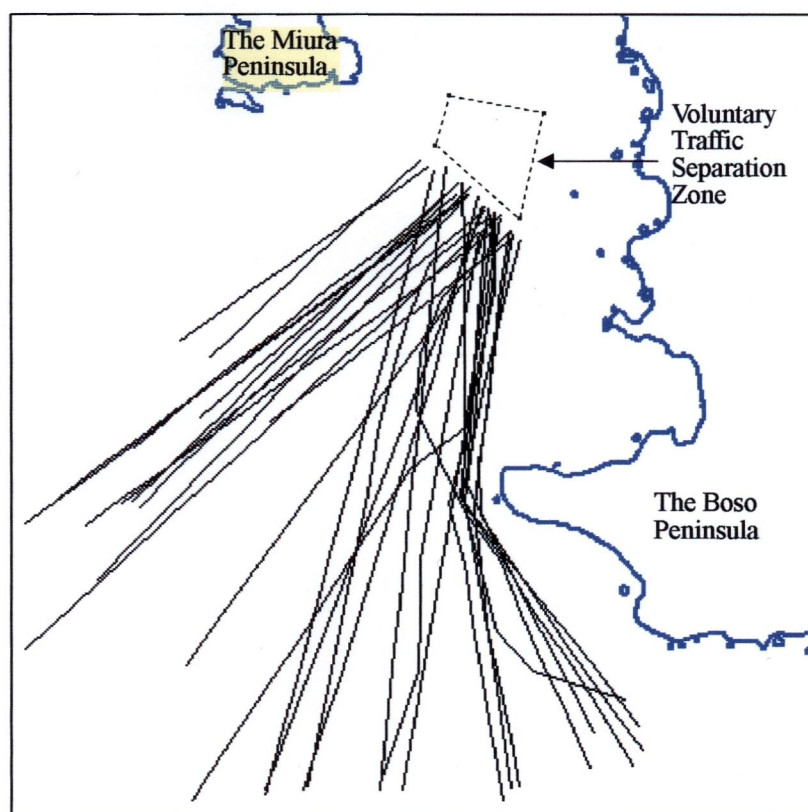 The Miura
Peninsula
Voluntary
Traffic
Separation
Zone
The Boso
Peninsula